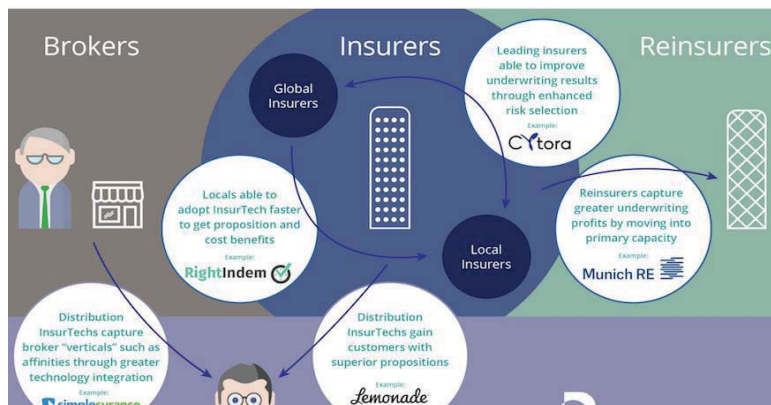 Brokers
Insurers
Reinsurers
Global
Insurers
Leading insurers
able to improve
underwriting results
through enhanced
risk selection
Example:
CYtora
Locals able to
adopt InsurTech faster
to get proposition and
cost benefits
Example:
RightIndem
Local
Insurers
Reinsurers capture
greater underwriting
profits by moving into
primary capacity
Example:
Munich RE
Distribution
InsurTechs capture
broker "verticals" such as
affinities through greater
technology integration
Example:
simplesurance
Distribution
InsurTechs gain
customers with
superior propositions
Example:
Lemonade